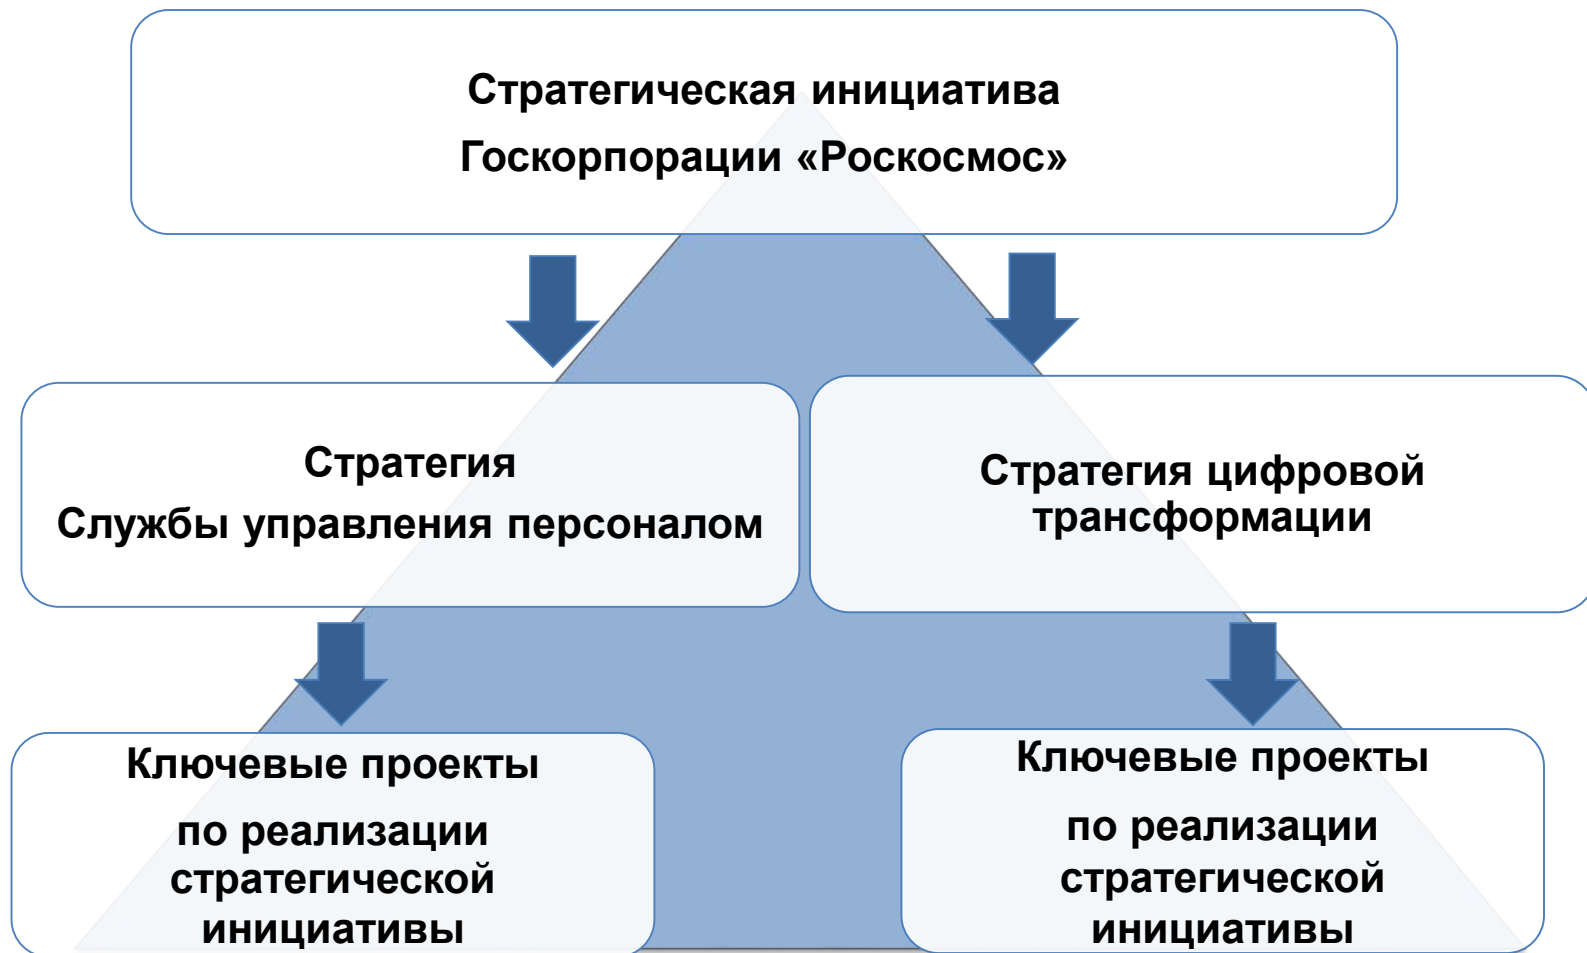 Стратегическая инициатива
Госкорпорации «Роскосмос»
Стратегия
Службы управления персоналом
Стратегия цифровой
трансформации
Ключевые проекты
по реализации
стратегической
инициативы
Ключевые проекты
по реализации
стратегической
инициативы